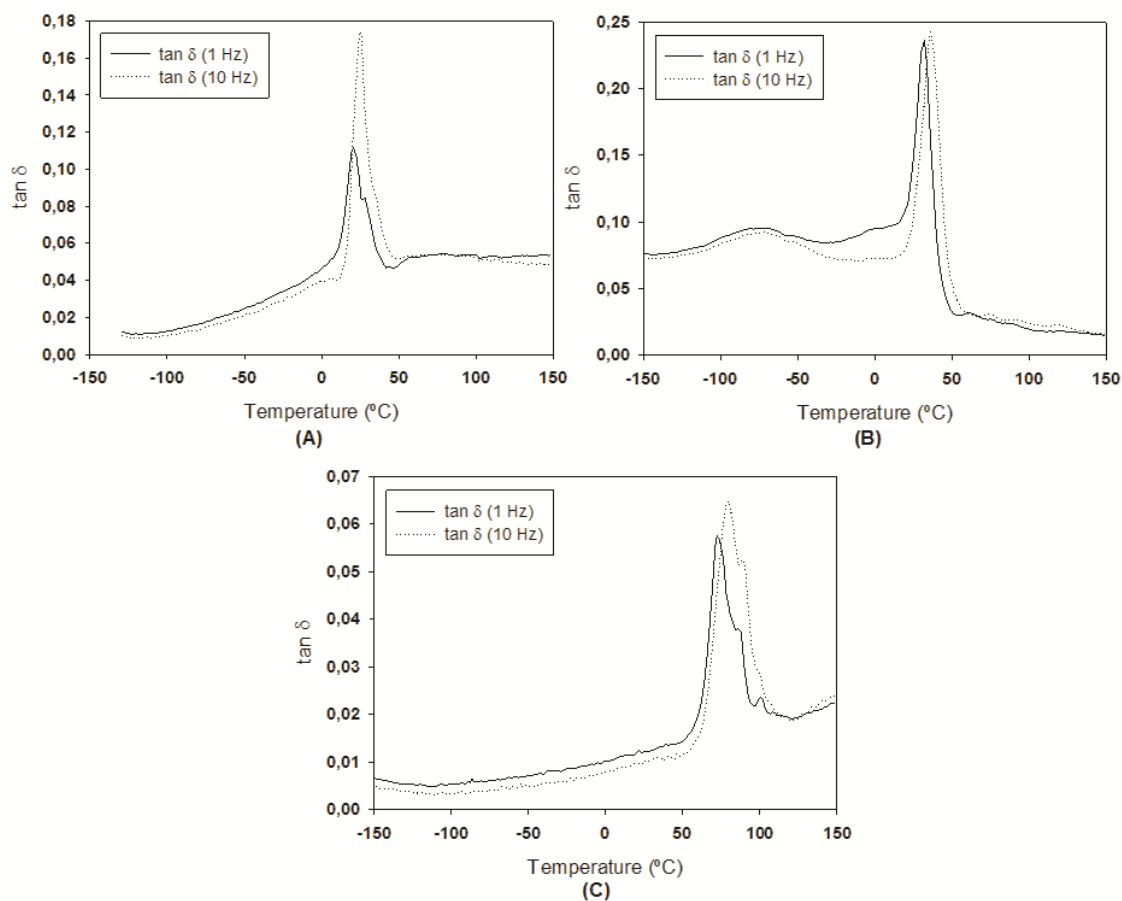 0,18
0,16
0,14
0,12
0,10
0,08
0,06
0,04
0,02
0,00
tan δ
tan δ (1 Hz)
tan δ (10 Hz)
-150 -100 -50 0 50 100 150
Temperature (ºC)
(A)
0,25
0,20
0,15
0,10
0,05
0,00
tan δ
tan δ (1 Hz)
tan δ (10 Hz)
-150 -100 -50 0 50 100 150
Temperature (ºC)
(B)
0,07
0,06
0,05
0,04
0,03
0,02
0,01
0,00
tan δ
tan δ (1 Hz)
tan δ (10 Hz)
-150 -100 -50 0 50 100 150
Temperature (ºC)
(C)